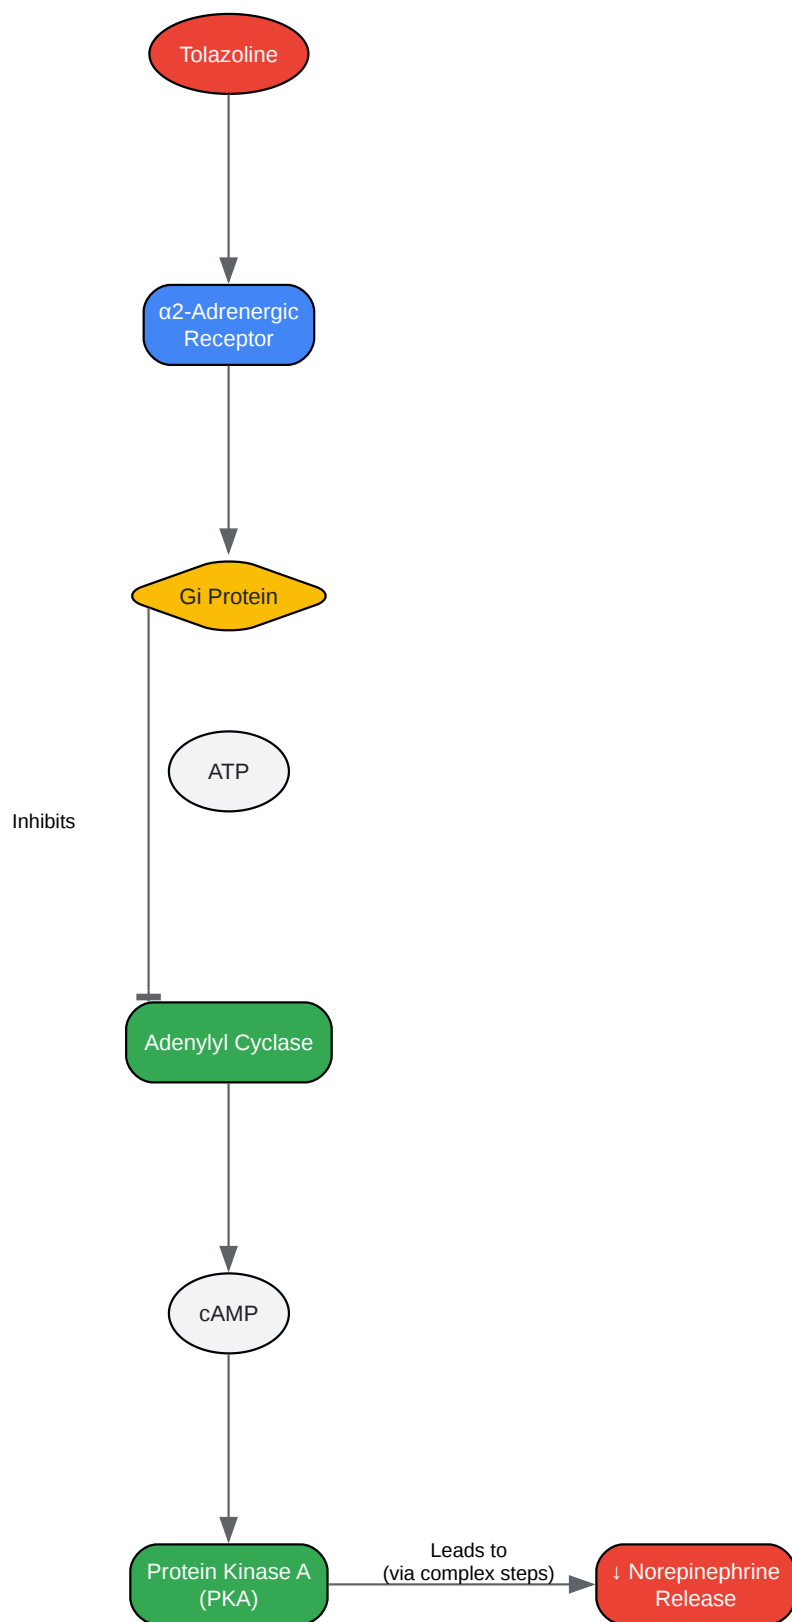 Tolazoline
α2-Adrenergic
Receptor
Gi Protein
ATP
Inhibits
Adenylyl Cyclase
cAMP
Protein Kinase A
(PKA)
Leads to
(via complex steps)
↓ Norepinephrine
Release